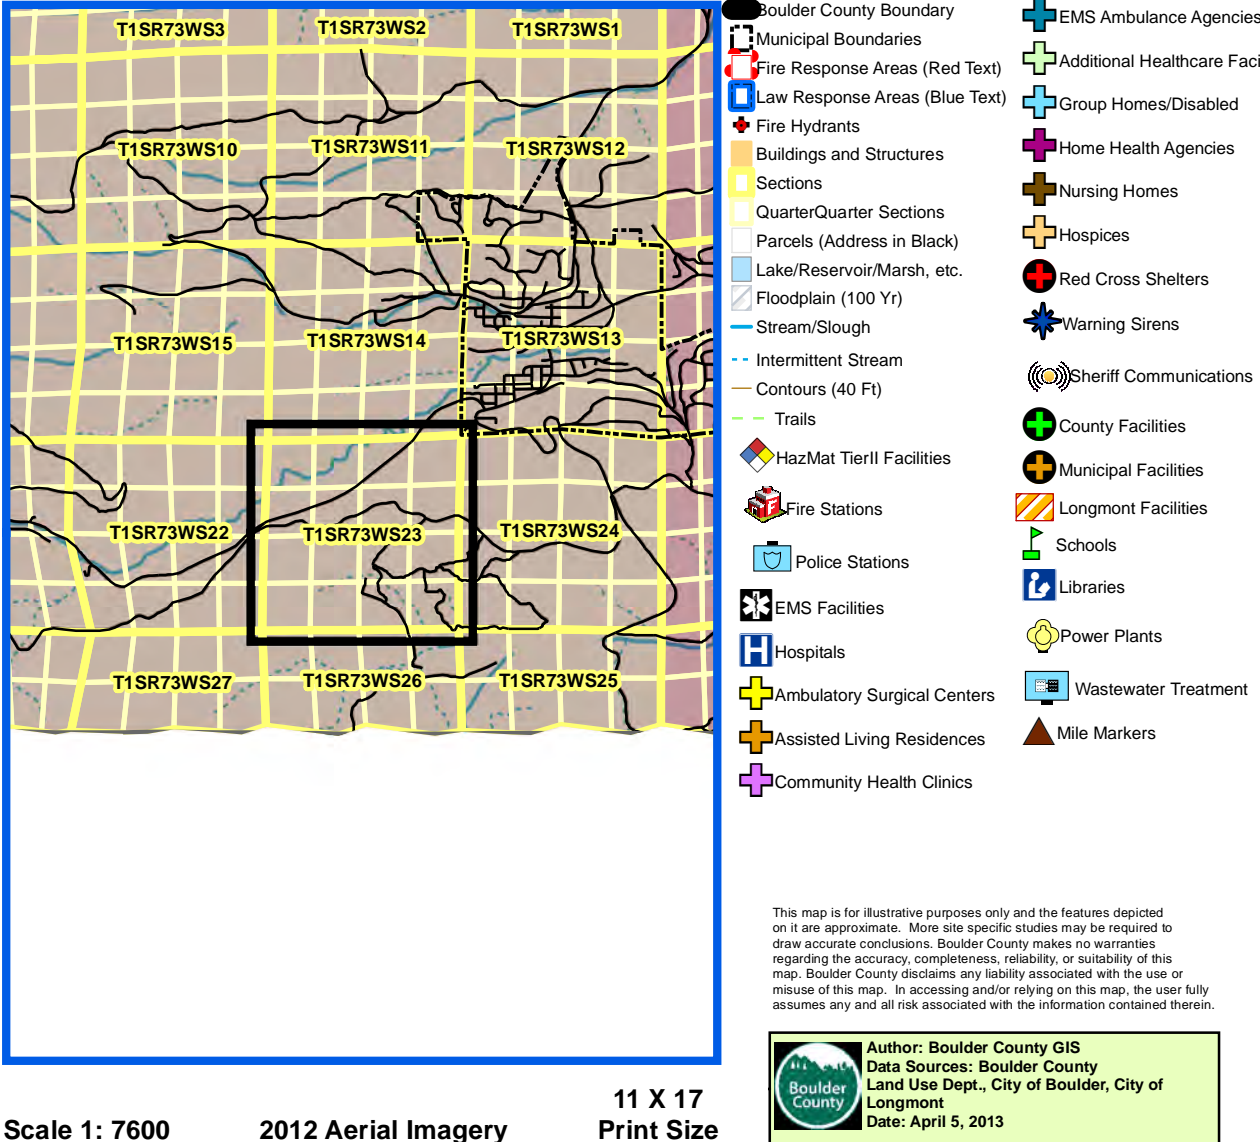 T1SR73WS3
T1SR73WS2
T1SR73WS1
T1SR73WS10
T1SR73WS11
T1SR73WS12
T1SR73WS15
T1SR73WS14
T1SR73WS13
T1SR73WS22
T1SR73WS23
T1SR73WS24
T1SR73WS27
T1SR73WS26
T1SR73WS25
Boulder County Boundary
Municipal Boundaries
Fire Response Areas (Red Text)
Law Response Areas (Blue Text)
Fire Hydrants
Buildings and Structures
Sections
QuarterQuarter Sections
Parcels (Address in Black)
Lake/Reservoir/Marsh, etc.
Floodplain (100 Yr)
Stream/Slough
Intermittent Stream
Contours (40 Ft)
Trails
HazMat TierII Facilities
Fire Stations
Police Stations
EMS Facilities
Hospitals
Ambulatory Surgical Centers
Assisted Living Residences
Community Health Clinics
EMS Ambulance Agencies
Additional Healthcare Faci
Group Homes/Disabled
Home Health Agencies
Nursing Homes
Hospices
Red Cross Shelters
Warning Sirens
Sheriff Communications
County Facilities
Municipal Facilities
Longmont Facilities
Schools
Libraries
Power Plants
Wastewater Treatment
Mile Markers
This map is for illustrative purposes only and the features depicted
on it are approximate. More site specific studies may be required to
draw accurate conclusions. Boulder County makes no warranties
regarding the accuracy, completeness, reliability, or suitability of this
map. Boulder County disclaims any liability associated with the use or
misuse of this map. In accessing and/or relying on this map, the user fully
assumes any and all risk associated with the information contained therein.
Boulder
County
Author: Boulder County GIS
Data Sources: Boulder County
Land Use Dept., City of Boulder, City of
Longmont
Date: April 5, 2013
Scale 1: 7600
2012 Aerial Imagery
11 X 17
Print Size